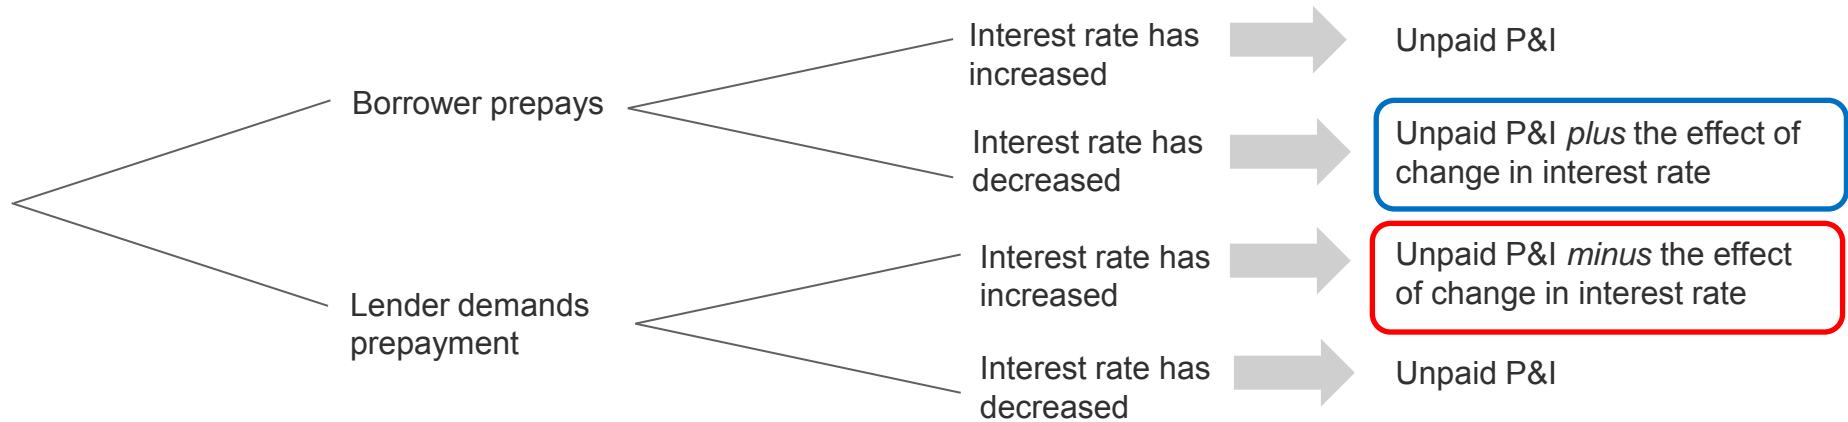 Borrower prepays
Interest rate has
increased
Unpaid P&I
Interest rate has
decreased
Unpaid P&I plus the effect of
change in interest rate
Lender demands
prepayment
Interest rate has
increased
Unpaid P&I minus the effect
of change in interest rate
Interest rate has
decreased
Unpaid P&I